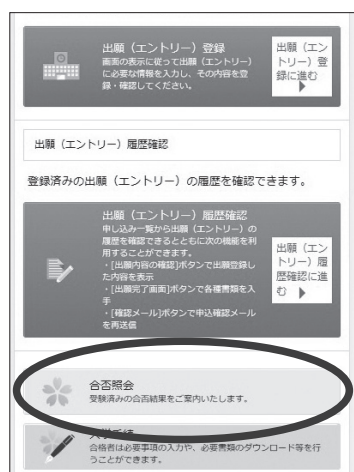 出願（エントリー）登録
画面の表示に従って出願（エントリー）
に必要な情報を入力し、その内容を登
録・確認してください。
出願（エン
トリー）登
録に進む
出願（エントリー）履歴確認
登録済みの出願（エントリー）の履歴を確認できます。
出願（エントリー）履歴確認
申し込み一覧から出願（エントリー）の
履歴を確認できるとともに次の機能を利
用することができます。
・[出願内容の確認]ボタンで出願登録し
た内容を表示
・[出願完了画面]ボタンで各種書類を入
手
・[確認メール]ボタンで申込確認メール
を再送信
出願（エン
トリー）履
歴確認に進
む
合否照会
受験済みの合否結果をご案内いたします。
入学手続
合格者は必要事項の入力や、必要書類のダウンロード等を行
うことができます。